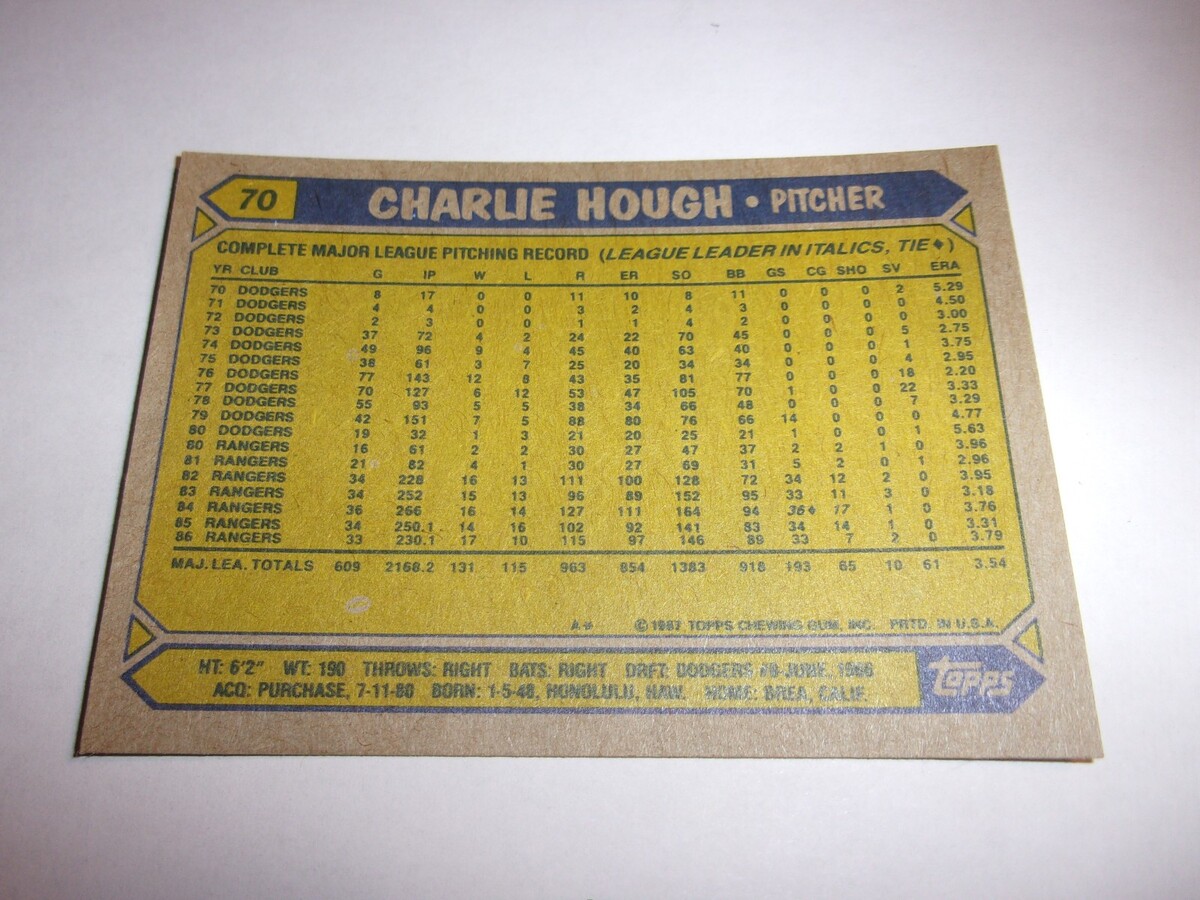 70 CHARLIE HOUGH • PITCHER
COMPLETE MAJOR LEAGUE PITCHING RECORD (LEAGUE LEADER IN ITALICS, TIE♦)
YR CLUB G IP W L R ER SO BB GS CG SHO SV ERA
70 DODGERS 8 17 0 0 11 10 8 11 0 0 0 2 5.29
71 DODGERS 4 4 0 0 3 2 4 3 0 0 0 0 4.50
72 DODGERS 2 3 0 0 1 1 4 2 0 0 0 0 3.00
73 DODGERS 37 72 4 2 24 22 70 45 0 0 0 5 2.75
74 DODGERS 49 96 9 4 45 40 63 40 0 0 0 1 3.75
75 DODGERS 38 61 3 7 25 20 34 34 0 0 0 4 2.95
76 DODGERS 77 143 12 8 43 35 81 77 0 0 0 18 2.20
77 DODGERS 70 127 6 12 53 47 105 70 1 0 0 22 3.33
78 DODGERS 55 93 5 5 38 34 66 48 0 0 0 7 3.29
79 DODGERS 42 151 7 5 88 80 76 66 14 0 0 0 4.77
80 DODGERS 19 32 1 3 21 20 25 21 1 0 0 1 5.63
80 RANGERS 16 61 2 2 30 27 47 37 2 2 1 0 3.96
81 RANGERS 21 82 4 1 30 27 69 31 5 2 0 1 2.96
82 RANGERS 34 228 16 13 111 100 128 72 34 12 2 0 3.95
83 RANGERS 34 252 15 13 96 89 152 95 33 11 3 0 3.18
84 RANGERS 36 266 16 14 127 111 164 94 36♦ 17 1 0 3.76
85 RANGERS 34 250.1 14 16 102 92 141 83 34 14 1 0 3.31
86 RANGERS 33 230.1 17 10 115 97 146 89 33 7 2 0 3.79
MAJ. LEA. TOTALS 609 2168.2 131 115 963 854 1383 918 193 65 10 61 3.54
A* © 1987 TOPPS CHEWING GUM, INC. PRTD. IN U.S.A.
HT: 6'2" WT: 190 THROWS: RIGHT BATS: RIGHT DRFT: DODGERS #8-JUNE, 1966
ACQ: PURCHASE, 7-11-80 BORN: 1-5-48, HONOLULU, HAW. HOME: BREA, CALIF.
topps